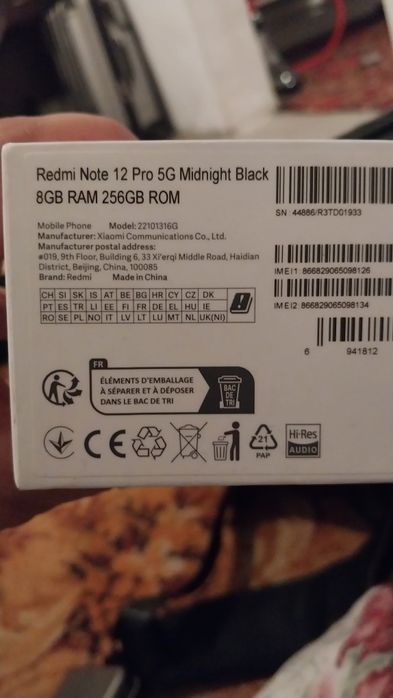 Redmi Note 12 Pro 5G Midnight Black
8GB RAM 256GB ROM
SN: 44886/R3TD01933
Mobile Phone Model: 22101316G
Manufacturer: Xiaomi Communications Co., Ltd.
Manufacturer postal address:
#019, 9th Floor, Building 6, 33 Xi'erqi Middle Road, Haidian
District, Beijing, China, 100085
Brand: Redmi Made in China
IMEI1 866829065098126
IMEI2 866829065098134
6 941812
CH SI SK IS AT BE BG HR CY CZ DK
PT ES TR LI EE FI FR DE EL HU IE
RO SE PL NO IT LV LT LU MT NL UK(NI)
FR
ÉLÉMENTS D'EMBALLAGE
À SÉPARER ET À DÉPOSER
DANS LE BAC DE TRI
BAC
DE
TRI
CE
21
PAP
Hi-Res
AUDIO